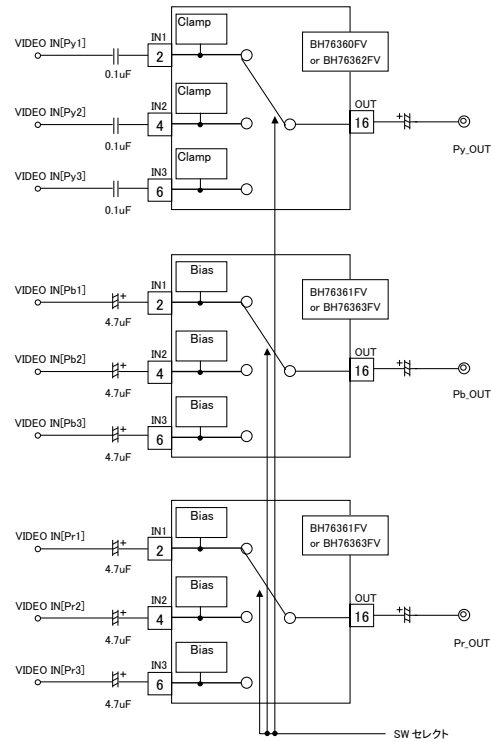 Clamp
VIDEO IN[Py1]
IN1
2
0.1uF
BH76360FV
or BH76362FV
Clamp
VIDEO IN[Py2]
IN2
4
0.1uF
OUT
16
+
Py_OUT
Clamp
VIDEO IN[Py3]
IN3
6
0.1uF
Bias
VIDEO IN[Pb1]
+
IN1
2
4.7uF
BH76361FV
or BH76363FV
Bias
VIDEO IN[Pb2]
+
IN2
4
4.7uF
OUT
16
+
Pb_OUT
Bias
VIDEO IN[Pb3]
+
IN3
6
4.7uF
Bias
VIDEO IN[Pr1]
+
IN1
2
4.7uF
BH76361FV
or BH76363FV
Bias
VIDEO IN[Pr2]
+
IN2
4
4.7uF
OUT
16
+
Pr_OUT
Bias
VIDEO IN[Pr3]
+
IN3
6
4.7uF
SW セレクト